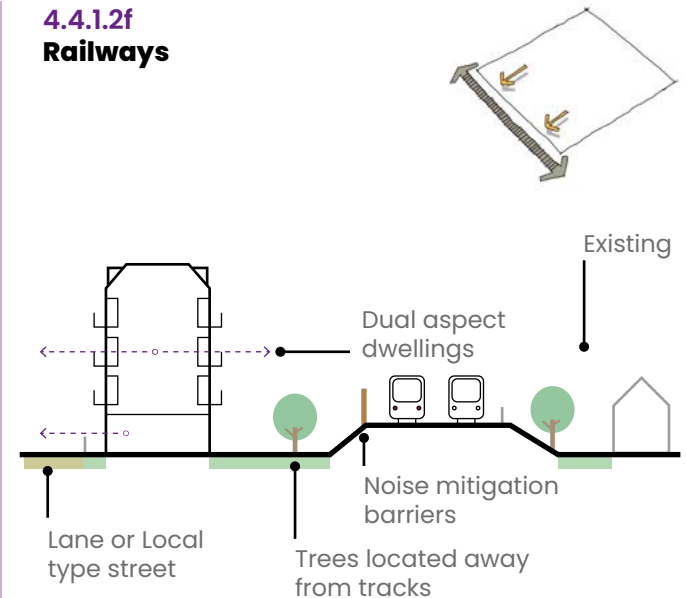 4.4.1.2f
Railways
Existing
Dual aspect
dwellings
Noise mitigation
barriers
Lane or Local
type street
Trees located away
from tracks